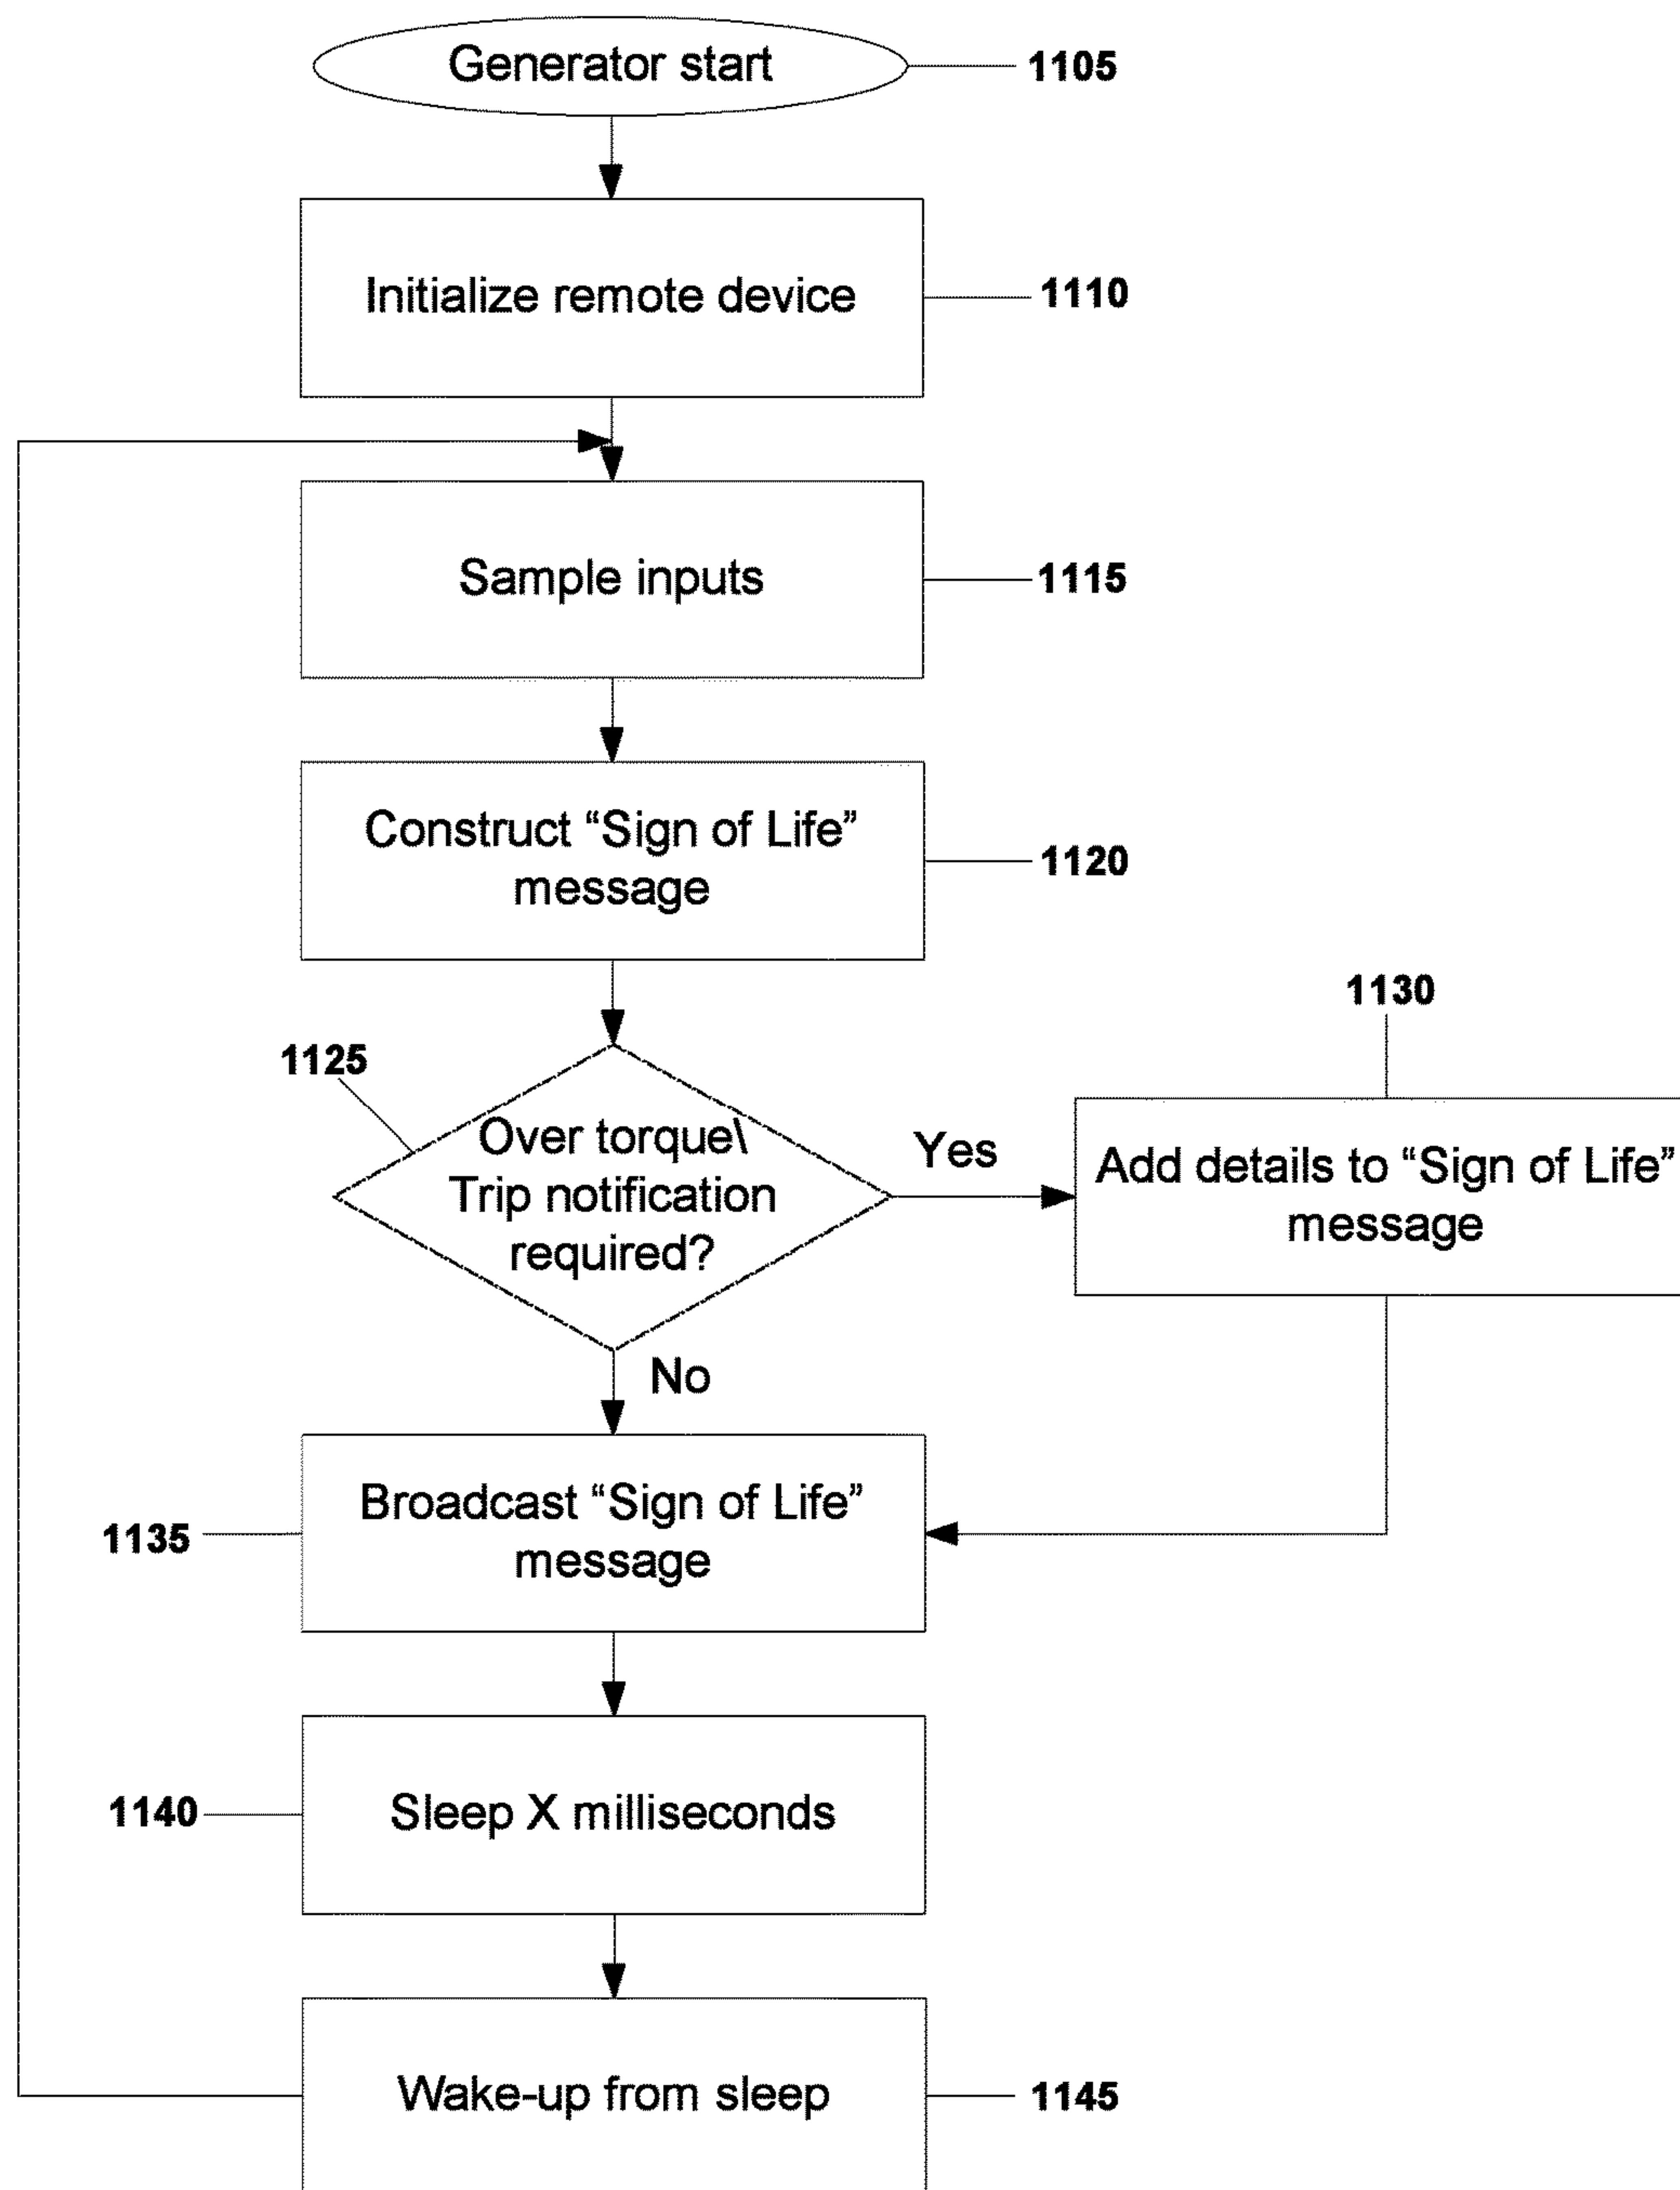 Generator start
1105
Initialize remote device
1110
Sample inputs
1115
Construct “Sign of Life”
message
1120
1125
Over torque\
Trip notification
required?
Yes
1130
Add details to “Sign of Life”
message
No
Broadcast “Sign of Life”
message
1135
Sleep X milliseconds
1140
Wake-up from sleep
1145